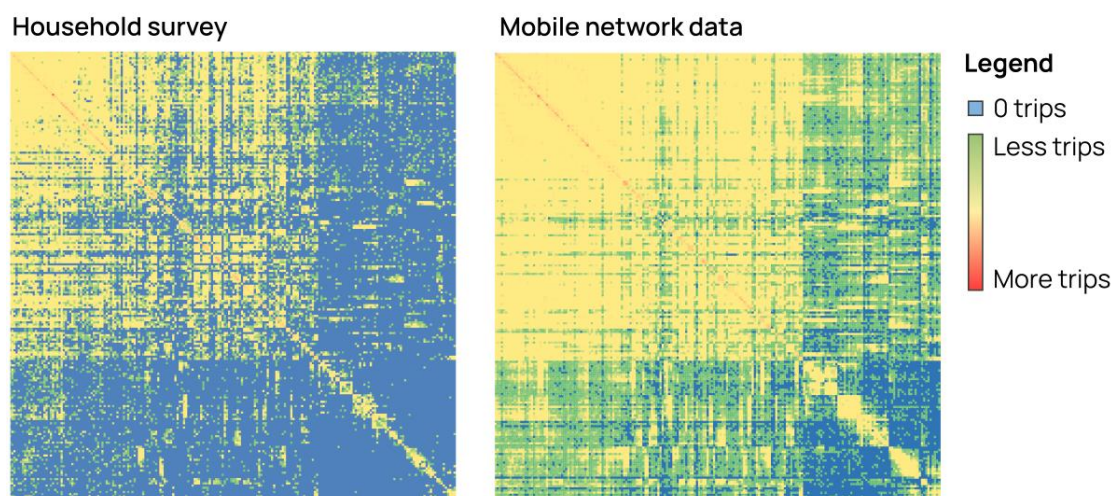 Household survey
Mobile network data
Legend
0 trips
Less trips
More trips